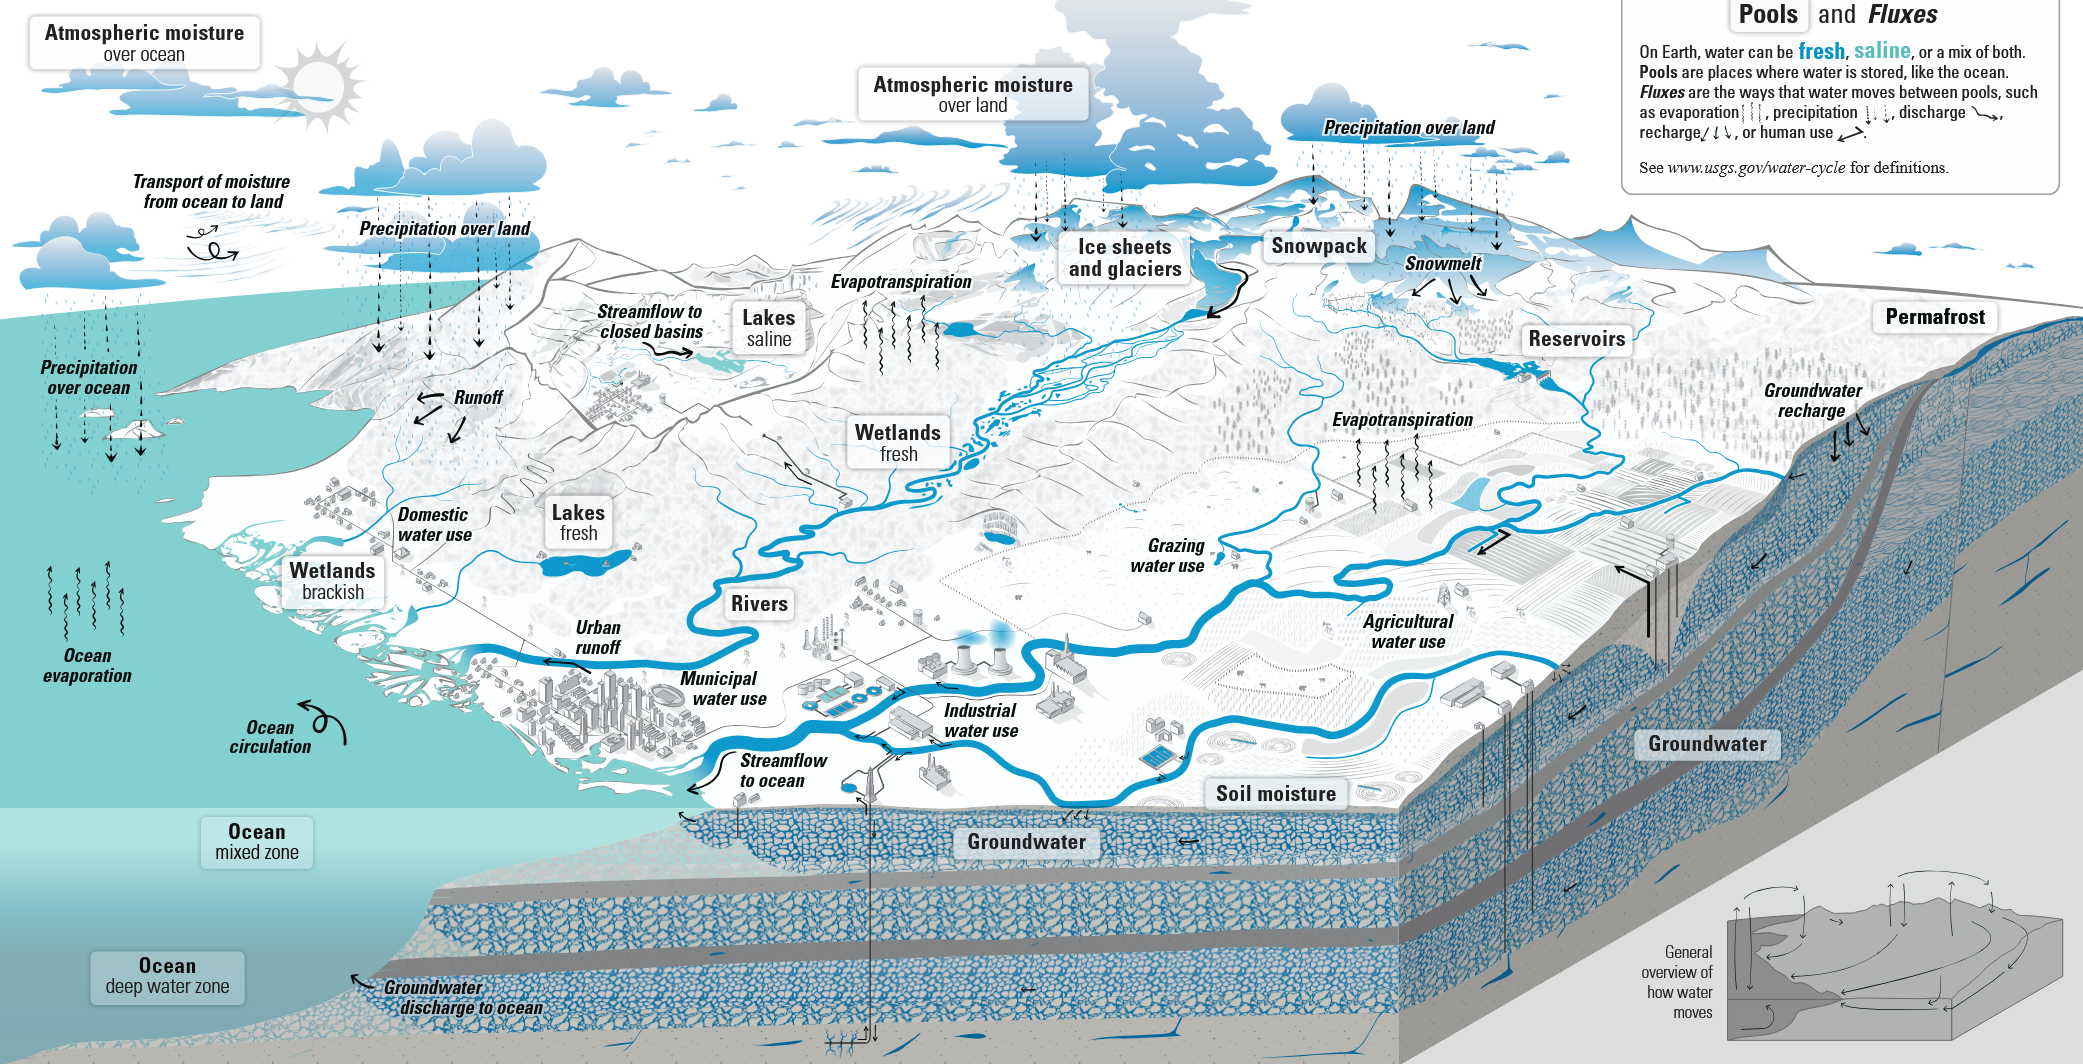 Atmospheric moisture
over ocean
Pools and Fluxes
On Earth, water can be fresh, saline, or a mix of both.
Pools are places where water is stored, like the ocean.
Fluxes are the ways that water moves between pools, such
as evaporation, precipitation, discharge,
recharge, or human use.
See www.usgs.gov/water-cycle for definitions.
Atmospheric moisture
over land
Precipitation over land
Transport of moisture
from ocean to land
Precipitation over land
Ice sheets
and glaciers
Snowpack
Snowmelt
Evapotranspiration
Streamflow to
closed basins
Lakes
saline
Permafrost
Reservoirs
Precipitation
over ocean
Runoff
Groundwater
recharge
Wetlands
fresh
Evapotranspiration
Domestic
water use
Lakes
fresh
Grazing
water use
Wetlands
brackish
Rivers
Urban
runoff
Agricultural
water use
Ocean
evaporation
Municipal
water use
Industrial
water use
Ocean
circulation
Streamflow
to ocean
Groundwater
Soil moisture
Ocean
mixed zone
Groundwater
Ocean
deep water zone
Groundwater
discharge to ocean
General
overview of
how water
moves